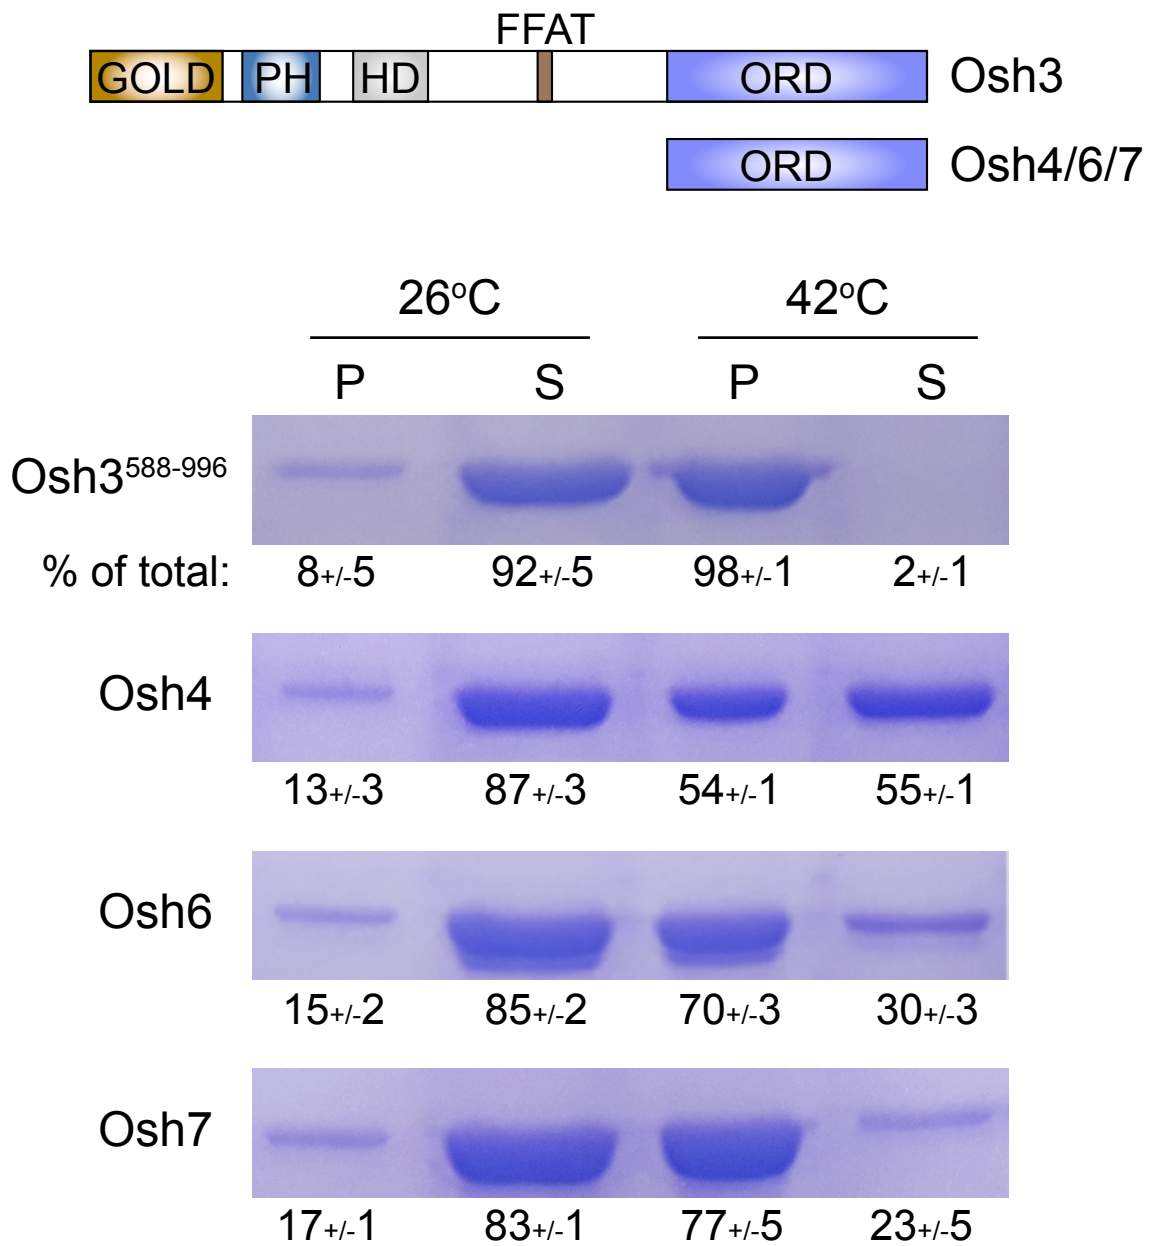 FFAT
GOLD PH HD ORD Osh3
ORD Osh4/6/7
26°C 42°C
P S P S
Osh3588-996
% of total: 8+/-5 92+/-5 98+/-1 2+/-1
Osh4
13+/-3 87+/-3 54+/-1 55+/-1
Osh6
15+/-2 85+/-2 70+/-3 30+/-3
Osh7
17+/-1 83+/-1 77+/-5 23+/-5